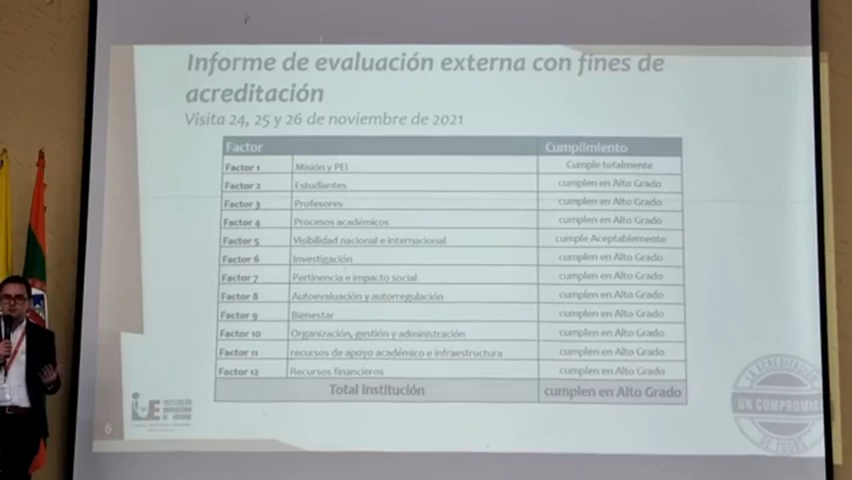 Informe de evaluación externa con fines de
acreditación
Visita 24, 25 y 26 de noviembre de 2021
Factor Cumplimiento
Factor 1 Misión y PEI Cumple totalmente
Factor 2 Estudiantes cumplen en Alto Grado
Factor 3 Profesores cumplen en Alto Grado
Factor 4 Procesos académicos cumplen en Alto Grado
Factor 5 Visibilidad nacional e internacional cumple Aceptablemente
Factor 6 Investigación cumplen en Alto Grado
Factor 7 Pertinencia e impacto social cumplen en Alto Grado
Factor 8 Autoevaluación y autorregulación cumplen en Alto Grado
Factor 9 Bienestar cumplen en Alto Grado
Factor 10 Organización, gestión y administración cumplen en Alto Grado
Factor 11 recursos de apoyo académico e infraestructura cumplen en Alto Grado
Factor 12 Recursos financieros cumplen en Alto Grado
Total Institución cumplen en Alto Grado
LA ACREDITACIÓN
UN COMPROMISO
DE TODOS
6